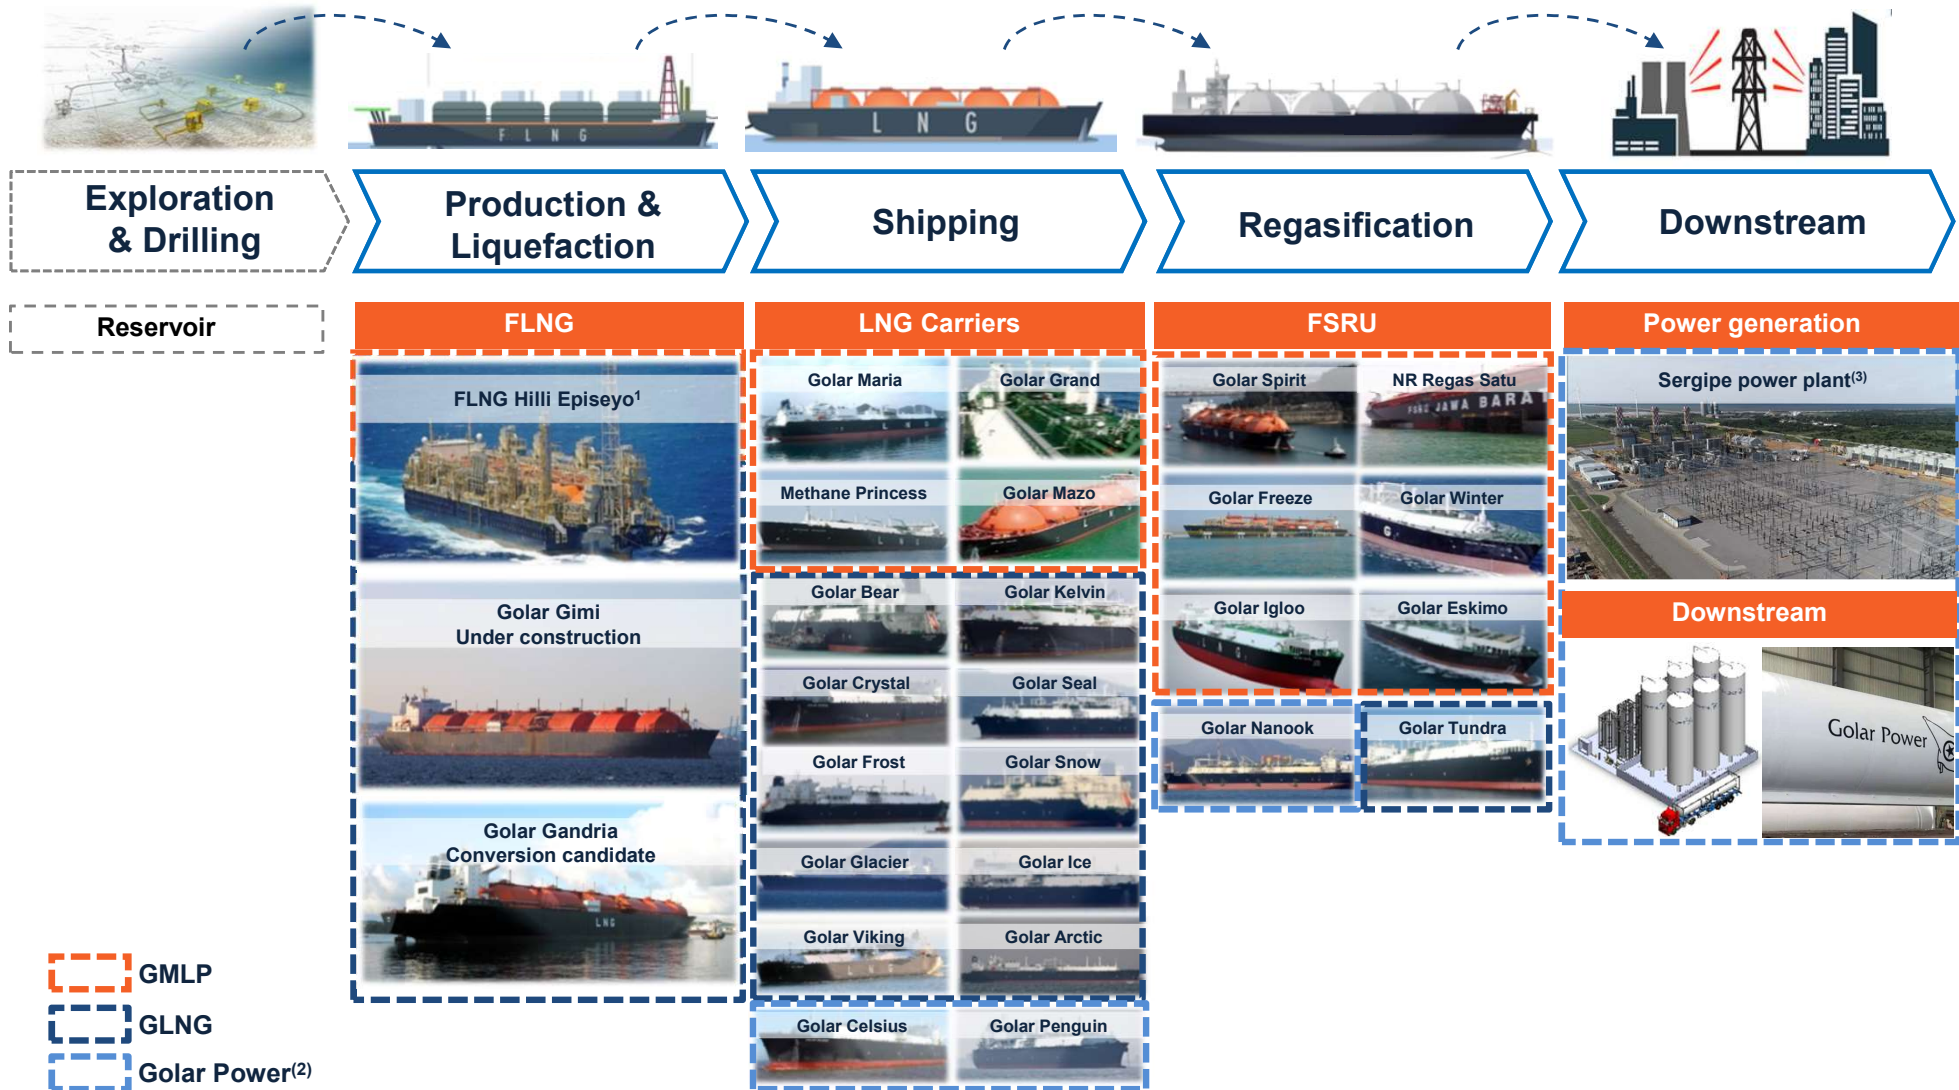 F L N G
L N G
Exploration
& Drilling
Production &
Liquefaction
Shipping
Regasification
Downstream
Reservoir
FLNG
LNG Carriers
FSRU
Power generation
FLNG Hilli Episeyo1
Golar Maria
Golar Grand
Golar Spirit
NR Regas Satu
FSRU JAWA BARAT
Sergipe power plant(3)
L N G
Methane Princess
Golar Mazo
Golar Freeze
Golar Winter
Golar Gimi
Under construction
Golar Bear
Golar Kelvin
Golar Igloo
Golar Eskimo
L N G
Downstream
Golar Crystal
Golar Seal
Golar Nanook
Golar Tundra
Golar Power
Golar Frost
Golar Snow
Golar Gandria
Conversion candidate
LNG
Golar Glacier
Golar Ice
Golar Viking
Golar Arctic
L N G
Golar Celsius
Golar Penguin
GMLP
GLNG
Golar Power(2)